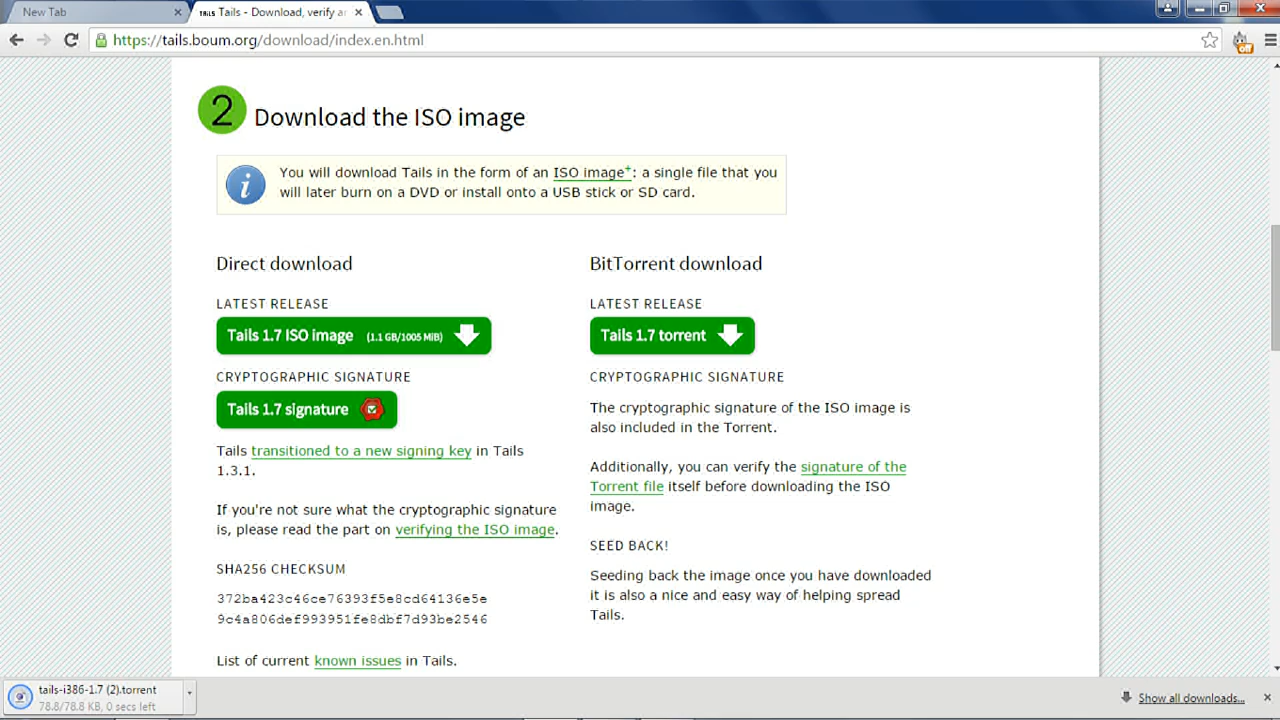 New Tab
TAILS Tails - Download, verify ar
https://tails.boum.org/download/index.en.html
off
2
Download the ISO image
i
You will download Tails in the form of an ISO image+: a single file that you
will later burn on a DVD or install onto a USB stick or SD card.
Direct download
LATEST RELEASE
Tails 1.7 ISO image (1.1 GB/1005 MiB)
CRYPTOGRAPHIC SIGNATURE
Tails 1.7 signature
Tails transitioned to a new signing key in Tails
1.3.1.
If you're not sure what the cryptographic signature
is, please read the part on verifying the ISO image.
SHA256 CHECKSUM
372ba423c46ce76393f5e8cd64136e5e
9c4a806def993951fe8dbf7d93be2546
List of current known issues in Tails.
BitTorrent download
LATEST RELEASE
Tails 1.7 torrent
CRYPTOGRAPHIC SIGNATURE
The cryptographic signature of the ISO image is
also included in the Torrent.
Additionally, you can verify the signature of the
Torrent file itself before downloading the ISO
image.
SEED BACK!
Seeding back the image once you have downloaded
it is also a nice and easy way of helping spread
Tails.
tails-i386-1.7 (2).torrent
78.8/78.8 KB, 0 secs left
Show all downloads...